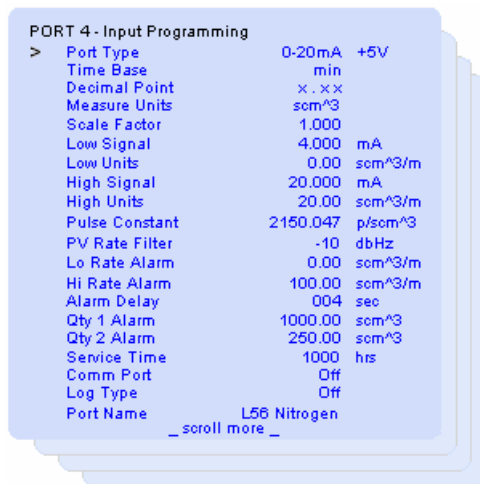 PORT 4 - Input Programming
> Port Type 0-20mA +5V
Time Base min
Decimal Point x . x x
Measure Units scm^3
Scale Factor 1.000
Low Signal 4.000 mA
Low Units 0.00 scm^3/m
High Signal 20.000 mA
High Units 20.00 scm^3/m
Pulse Constant 2150.047 p/scm^3
PV Rate Filter -10 dbHz
Lo Rate Alarm 0.00 scm^3/m
Hi Rate Alarm 100.00 scm^3/m
Alarm Delay 004 sec
Qty 1 Alarm 1000.00 scm^3
Qty 2 Alarm 250.00 scm^3
Service Time 1000 hrs
Comm Port Off
Log Type Off
Port Name L56 Nitrogen
_ scroll more _